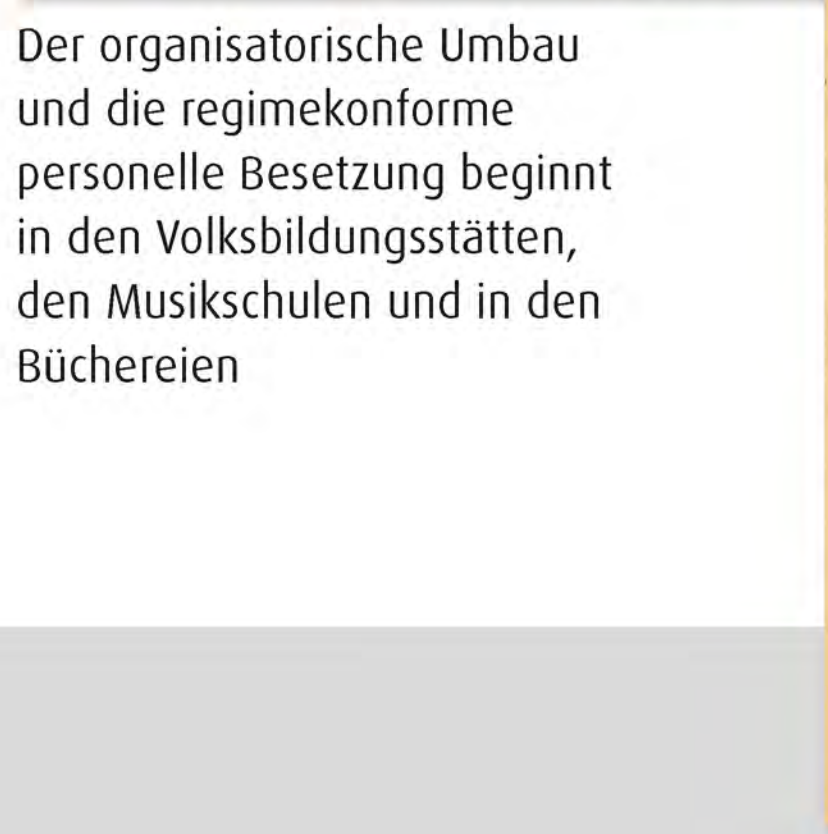 Der organisatorische Umbau
und die regimekonforme
personelle Besetzung beginnt
in den Volksbildungsstätten,
den Musikschulen und in den
Büchereien